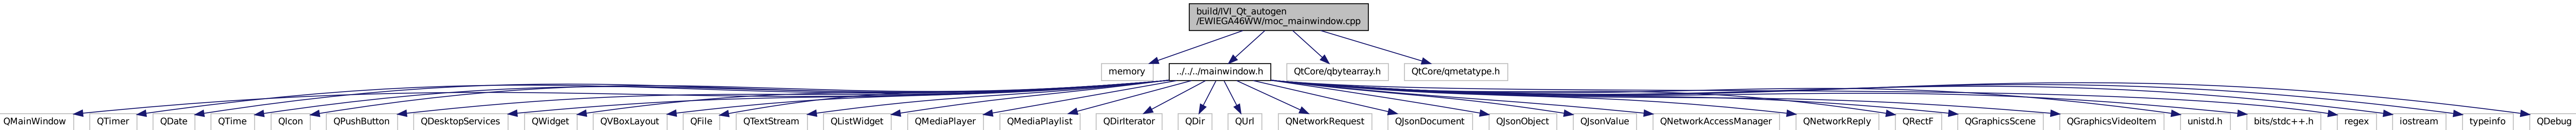 build/IVI_Qt_autogen
/EWIEGA46WW/moc_mainwindow.cpp
memory
../../../mainwindow.h
QtCore/qbytearray.h
QtCore/qmetatype.h
QMainWindow
QTimer
QDate
QTime
QIcon
QPushButton
QDesktopServices
QWidget
QVBoxLayout
QFile
QTextStream
QListWidget
QMediaPlayer
QMediaPlaylist
QDirIterator
QDir
QUrl
QNetworkRequest
QJsonDocument
QJsonObject
QJsonValue
QNetworkAccessManager
QNetworkReply
QRectF
QGraphicsScene
QGraphicsVideoItem
unistd.h
bits/stdc++.h
regex
iostream
typeinfo
QDebug